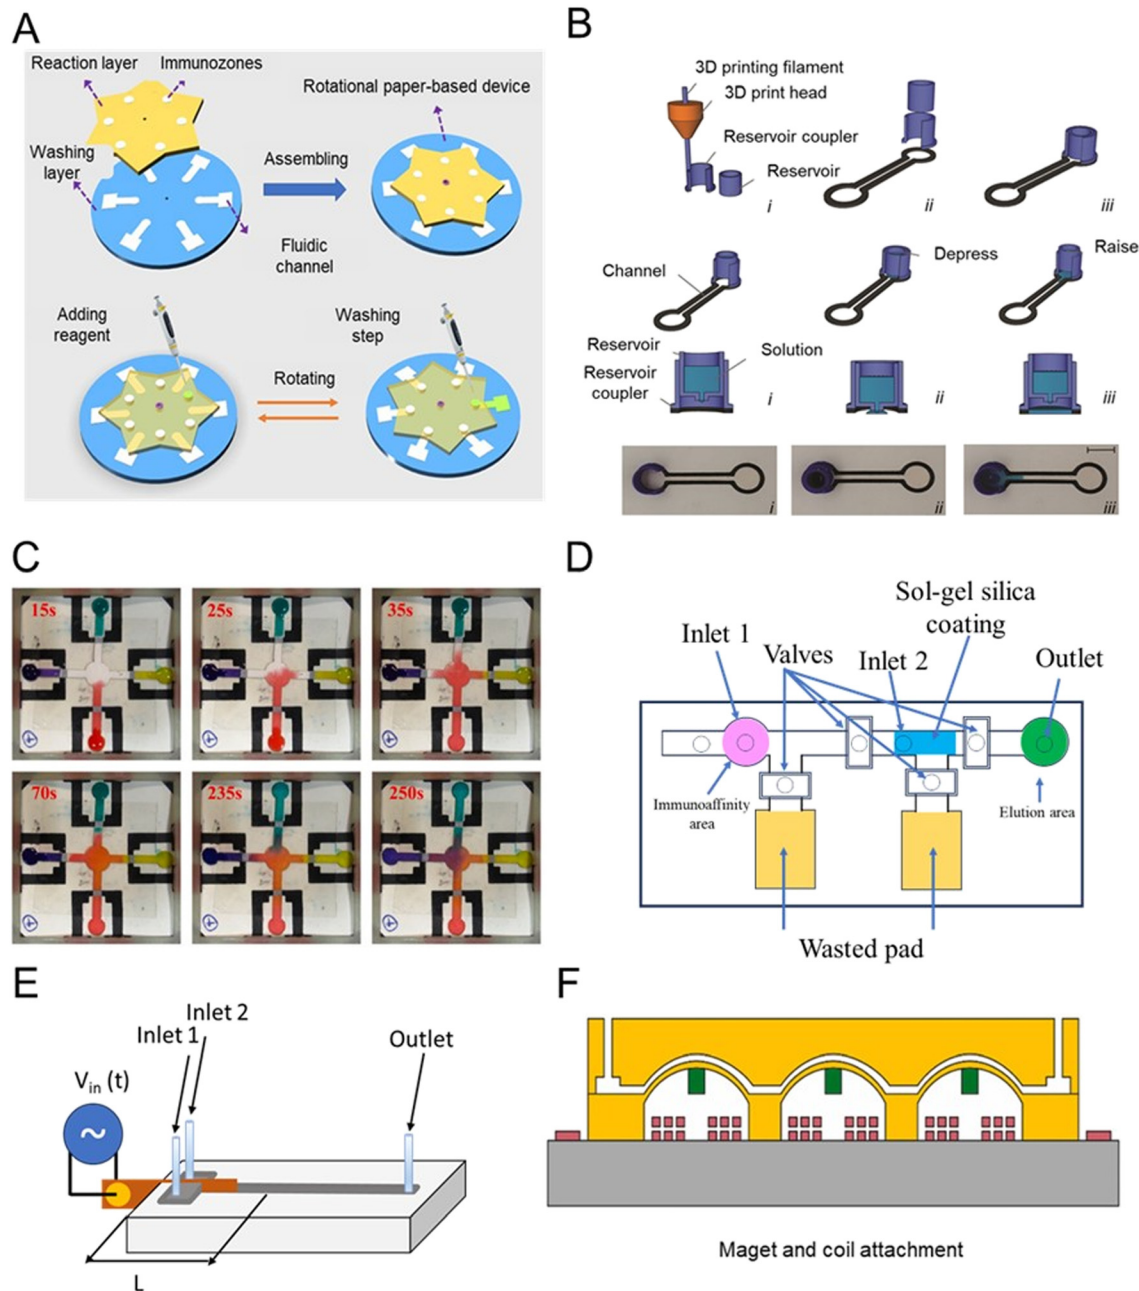 A
Reaction layer
Immunozones
Rotational paper-based device
Washing
layer
Assembling
Fluidic
channel
Adding
reagent
Washing
step
Rotating
B
3D printing filament
3D print head
Reservoir coupler
Reservoir
i
ii
iii
Channel
Depress
Raise
Reservoir
Reservoir
coupler
Solution
i
ii
iii
i
ii
iii
C
15s
25s
35s
70s
235s
250s
D
Sol-gel silica
coating
Inlet 1
Valves
Inlet 2
Outlet
Immunoaffinity
area
Elution area
Wasted pad
E
Inlet 2
Inlet 1
Outlet
Vin (t)
~
L
F
Maget and coil attachment